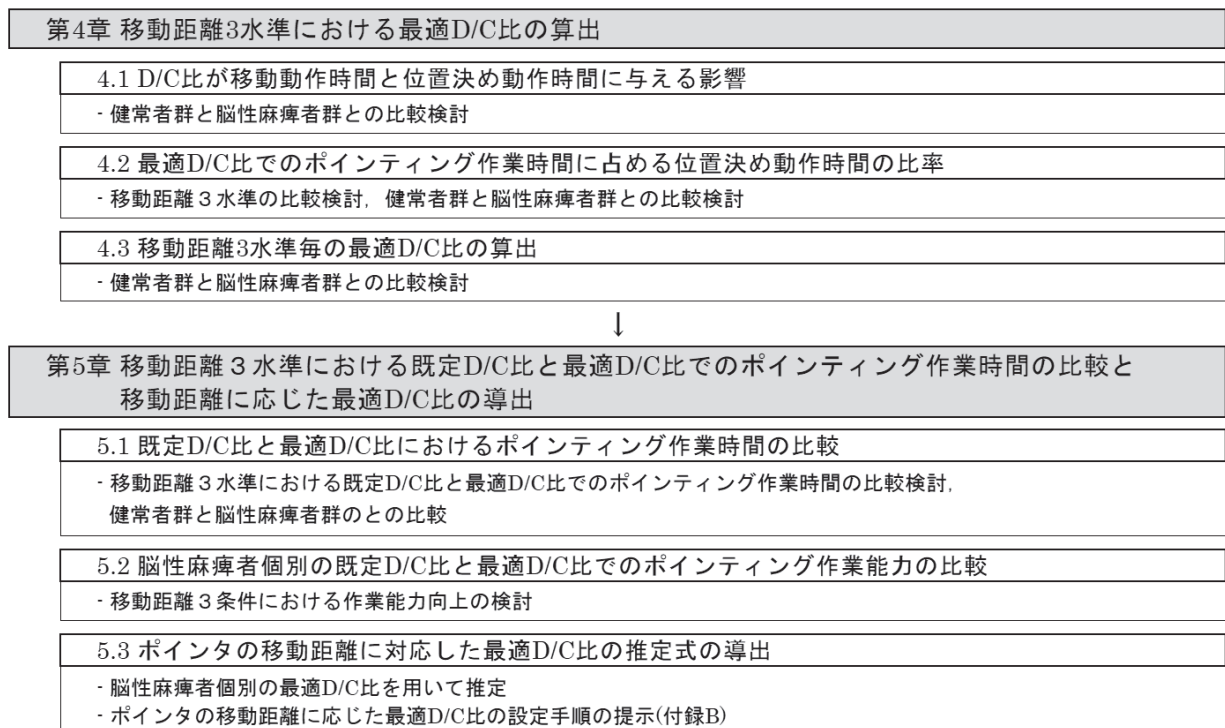 第4章 移動距離3水準における最適D/C比の算出
4.1 D/C比が移動動作時間と位置決め動作時間に与える影響
- 健常者群と脳性麻痺者群との比較検討
4.2 最適D/C比でのポインティング作業時間に占める位置決め動作時間の比率
- 移動距離３水準の比較検討，健常者群と脳性麻痺者群との比較検討
4.3 移動距離3水準毎の最適D/C比の算出
- 健常者群と脳性麻痺者群との比較検討
↓
第5章 移動距離３水準における既定D/C比と最適D/C比でのポインティング作業時間の比較と
移動距離に応じた最適D/C比の導出
5.1 既定D/C比と最適D/C比におけるポインティング作業時間の比較
- 移動距離３水準における既定D/C比と最適D/C比でのポインティング作業時間の比較検討，
健常者群と脳性麻痺者群のとの比較
5.2 脳性麻痺者個別の既定D/C比と最適D/C比でのポインティング作業能力の比較
- 移動距離３条件における作業能力向上の検討
5.3 ポインタの移動距離に対応した最適D/C比の推定式の導出
- 脳性麻痺者個別の最適D/C比を用いて推定
- ポインタの移動距離に応じた最適D/C比の設定手順の提示(付録B)